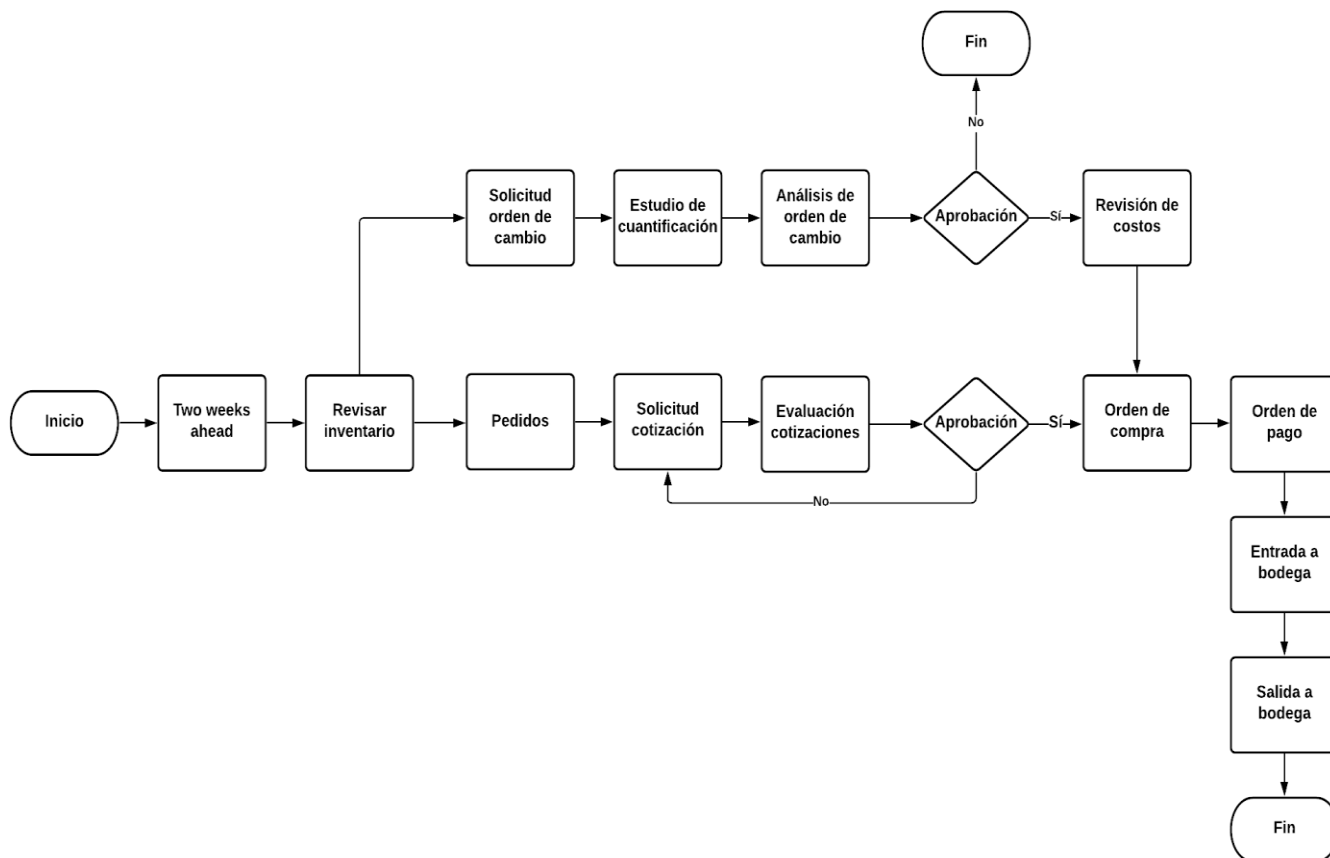 Fin
No
Solicitud
orden de
cambio
Estudio de
cuantificación
Análisis de
orden de
cambio
Aprobación
Sí
Revisión de
costos
Inicio
Two weeks
ahead
Revisar
inventario
Pedidos
Solicitud
cotización
Evaluación
cotizaciones
Aprobación
Sí
Orden de
compra
Orden de
pago
No
Entrada a
bodega
Salida a
bodega
Fin